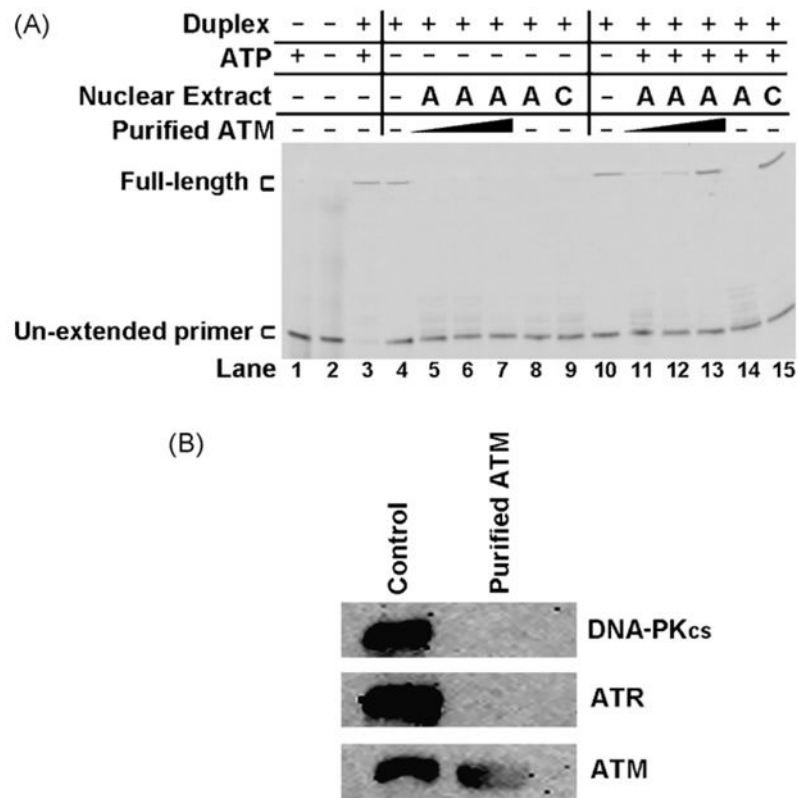 (A)
Duplex – – + + + + + + + + + + + + +
ATP + – + – – – – – – – + + + + +
Nuclear Extract – – – – A A A A C – A A A A C
Purified ATM – – – – – – – – –
Full-length
Un-extended primer
Lane 1 2 3 4 5 6 7 8 9 10 11 12 13 14 15
(B)
Control
Purified ATM
DNA-PKcs
ATR
ATM